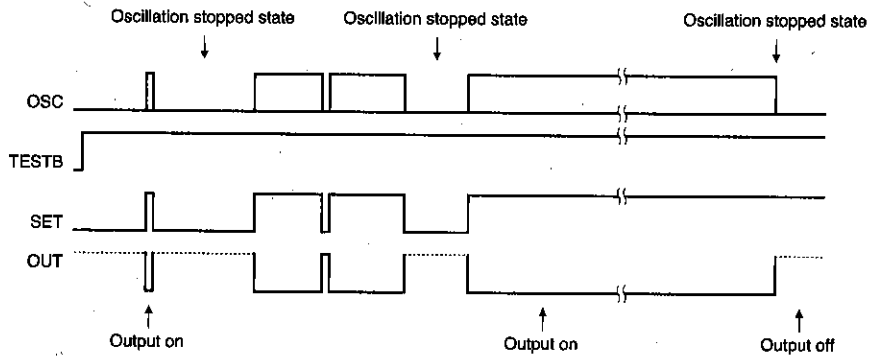 Oscillation stopped state
Oscillation stopped state
Oscillation stopped state
OSC
TESTB
SET
OUT
Output on
Output on
Output off